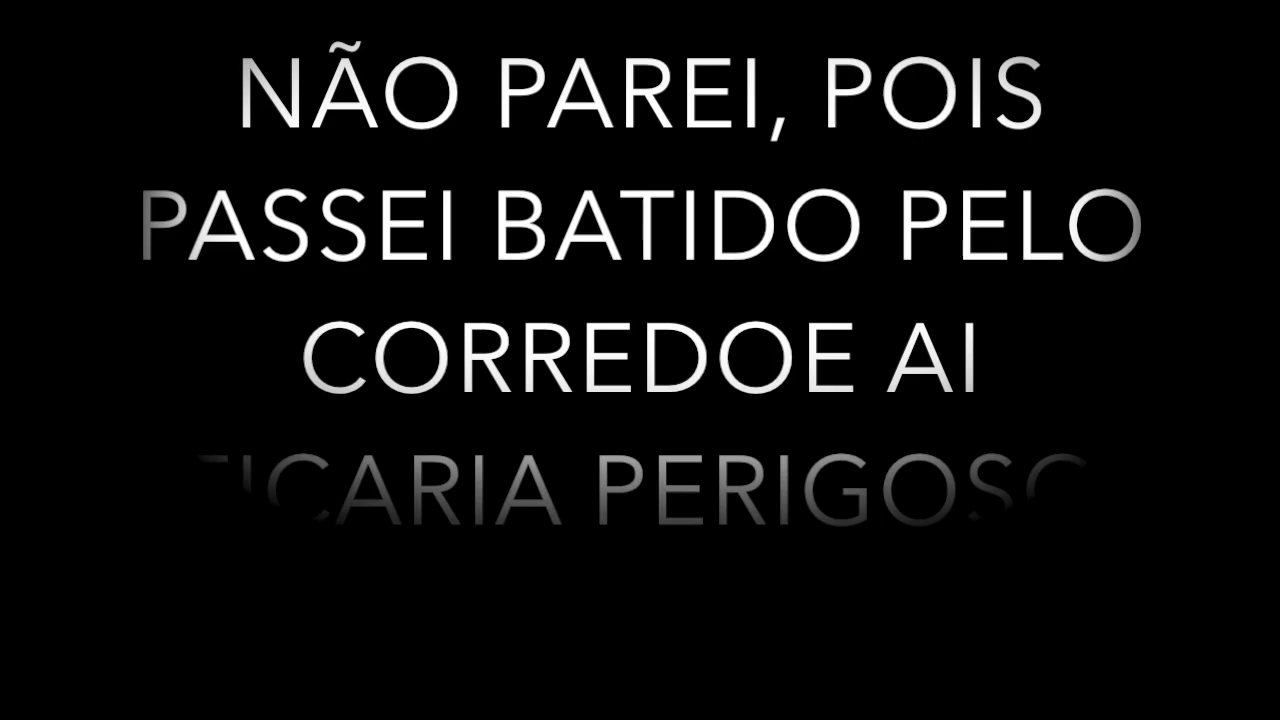 NÃO PAREI, POIS
PASSEI BATIDO PELO
CORREDOE AI
FICARIA PERIGOSO